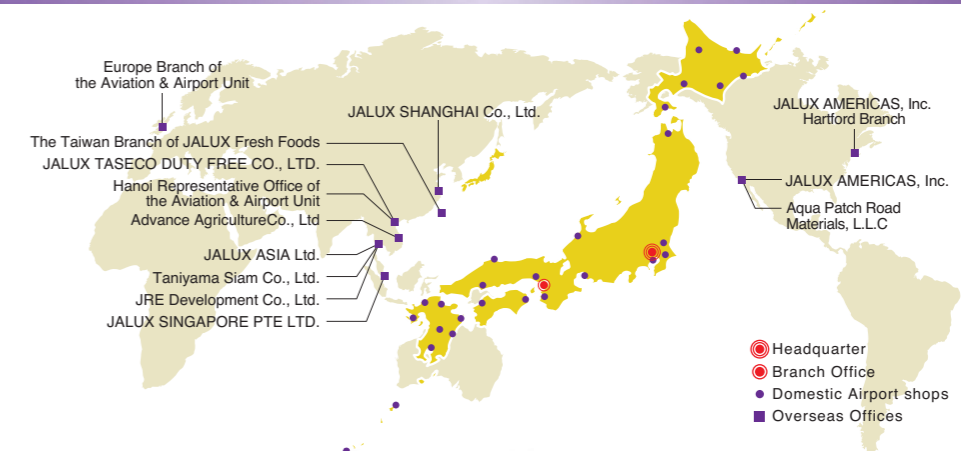 Europe Branch of
the Aviation & Airport Unit
JALUX SHANGHAI Co., Ltd.
The Taiwan Branch of JALUX Fresh Foods
JALUX TASECO DUTY FREE CO., LTD.
Hanoi Representative Office of
the Aviation & Airport Unit
Advance AgricultureCo., Ltd
JALUX ASIA Ltd.
Taniyama Siam Co., Ltd.
JRE Development Co., Ltd.
JALUX SINGAPORE PTE LTD.
JALUX AMERICAS, Inc.
Hartford Branch
JALUX AMERICAS, Inc.
Aqua Patch Road
Materials, L.L.C
Headquarter
Branch Office
Domestic Airport shops
Overseas Offices